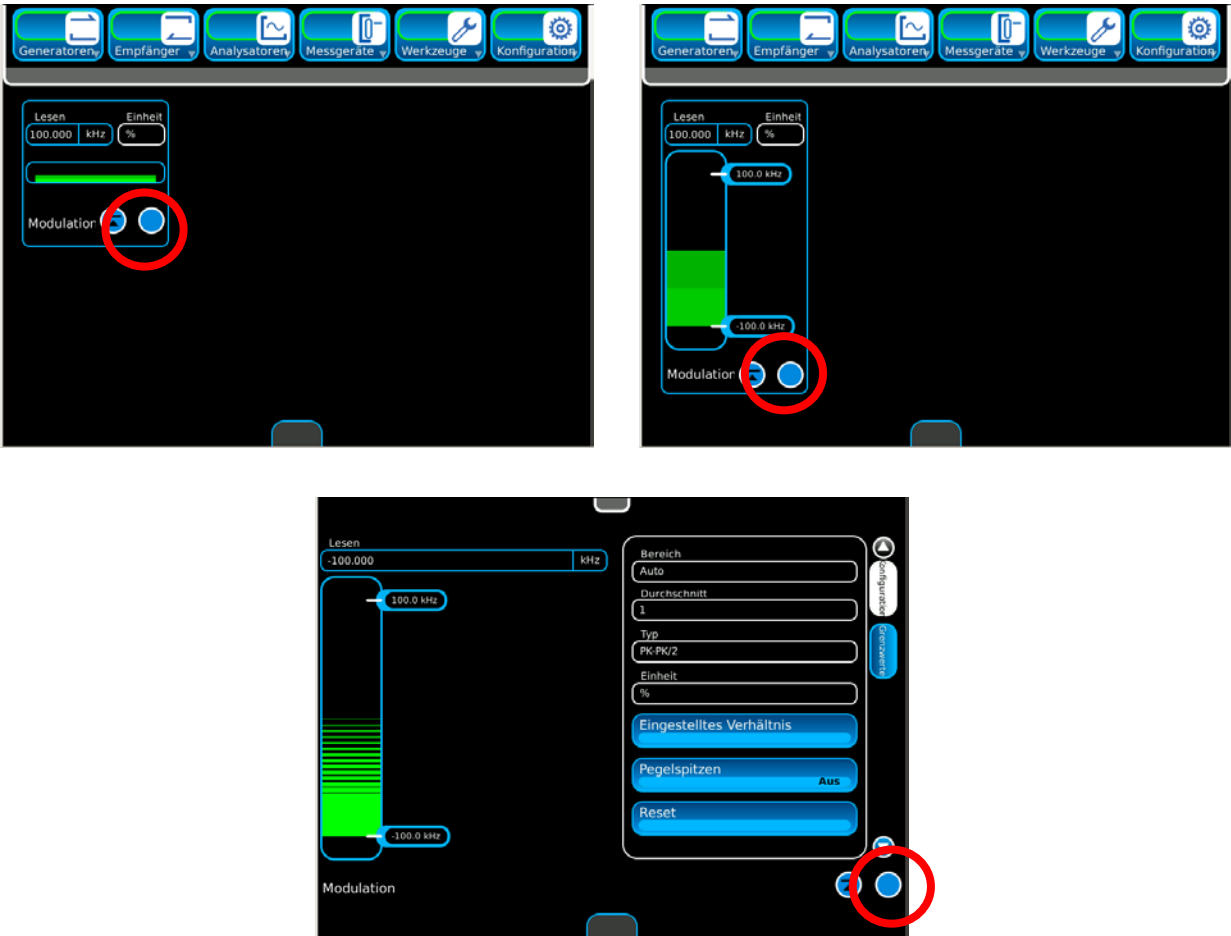 Generatoren Empfänger Analysatoren Messgeräte Werkzeuge Konfiguration
Lesen Einheit
100.000 kHz %
Modulation
Generatoren Empfänger Analysatoren Messgeräte Werkzeuge Konfiguration
Lesen Einheit
100.000 kHz %
100.0 kHz
-100.0 kHz
Modulation
Lesen
-100.000 kHz
100.0 kHz
-100.0 kHz
Modulation
Bereich
Auto
Durchschnitt
1
Typ
PK-PK/2
Einheit
%
Eingestelltes Verhältnis
Pegelspitzen
Aus
Reset
Konfiguration
Grenzwerte